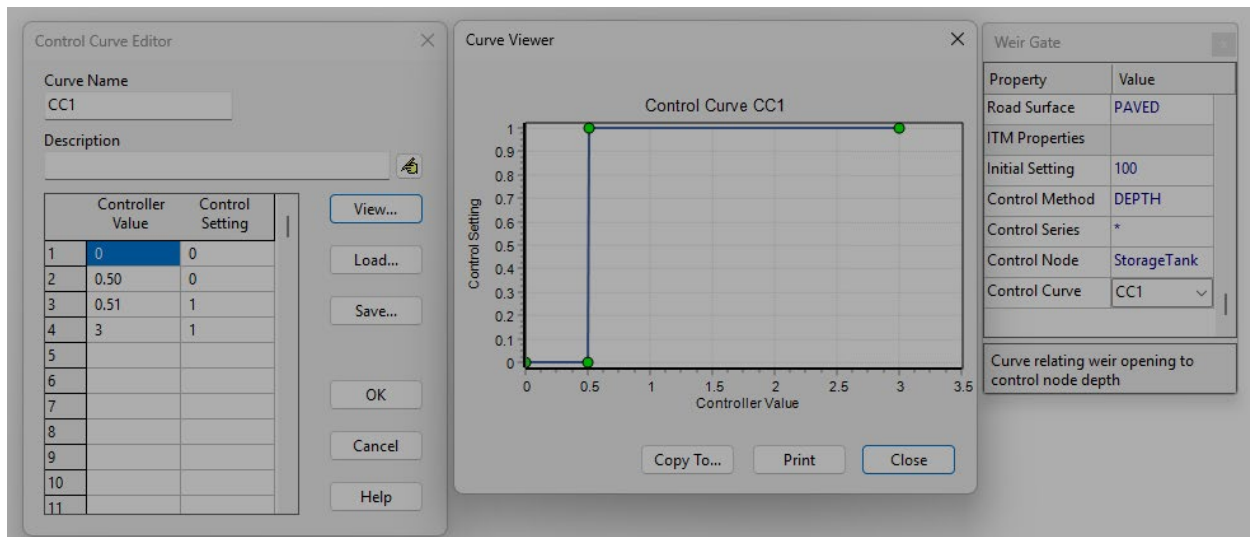 Control Curve Editor
Curve Name
CC1
Description
Controller Value Control Setting
1 0 0
2 0.50 0
3 0.51 1
4 3 1
5
6
7
8
9
10
11
View...
Load...
Save...
OK
Cancel
Help
Curve Viewer
Control Curve CC1
Control Setting
1
0.9
0.8
0.7
0.6
0.5
0.4
0.3
0.2
0.1
0
0 0.5 1 1.5 2 2.5 3 3.5
Controller Value
Copy To... Print Close
Weir Gate
Property Value
Road Surface PAVED
ITM Properties
Initial Setting 100
Control Method DEPTH
Control Series *
Control Node StorageTank
Control Curve CC1
Curve relating weir opening to
control node depth